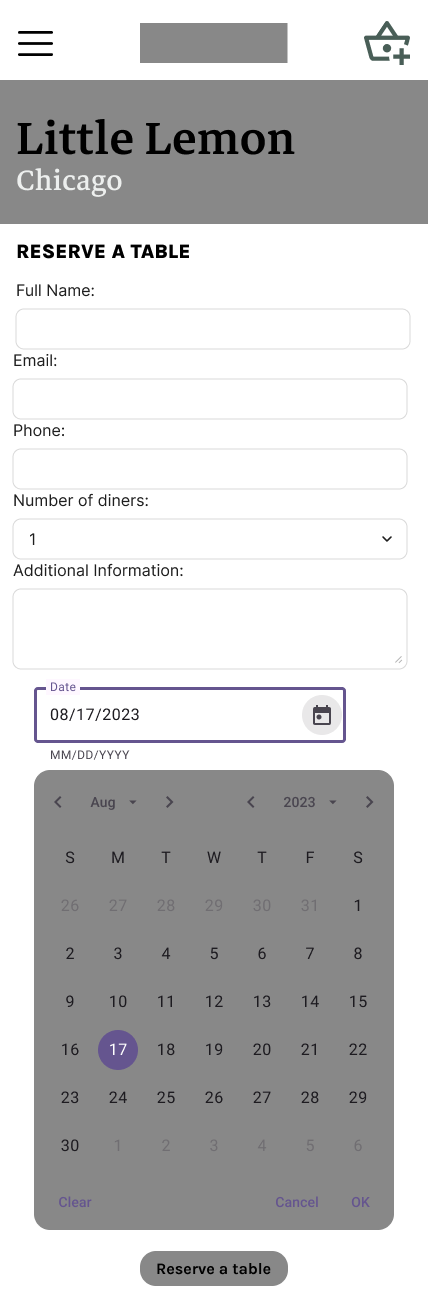 Little Lemon
Chicago
RESERVE A TABLE
Full Name:
Email:
Phone:
Number of diners:
1
Additional Information:
Date
08/17/2023
MM/DD/YYYY
Aug 2023
S M T W T F S
26 27 28 29 30 31 1
2 3 4 5 6 7 8
9 10 11 12 13 14 15
16 17 18 19 20 21 22
23 24 25 26 27 28 29
30 1 2 3 4 5 6
Clear Cancel OK
Reserve a table